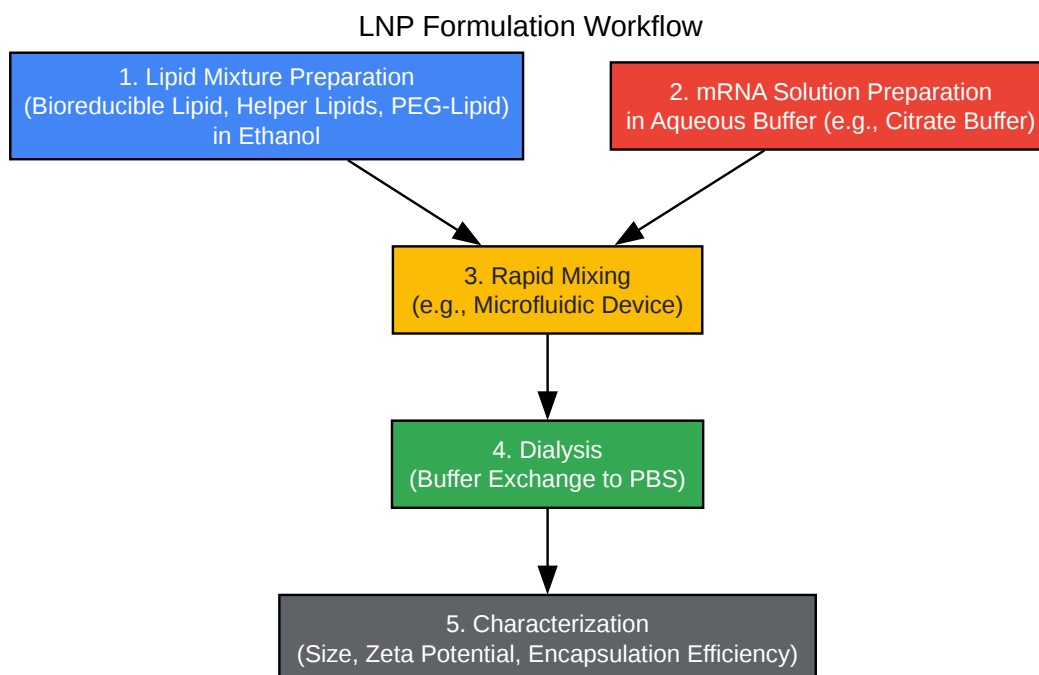 LNP Formulation Workflow
1. Lipid Mixture Preparation
(Bioreducible Lipid, Helper Lipids, PEG-Lipid)
in Ethanol
2. mRNA Solution Preparation
in Aqueous Buffer (e.g., Citrate Buffer)
3. Rapid Mixing
(e.g., Microfluidic Device)
4. Dialysis
(Buffer Exchange to PBS)
5. Characterization
(Size, Zeta Potential, Encapsulation Efficiency)